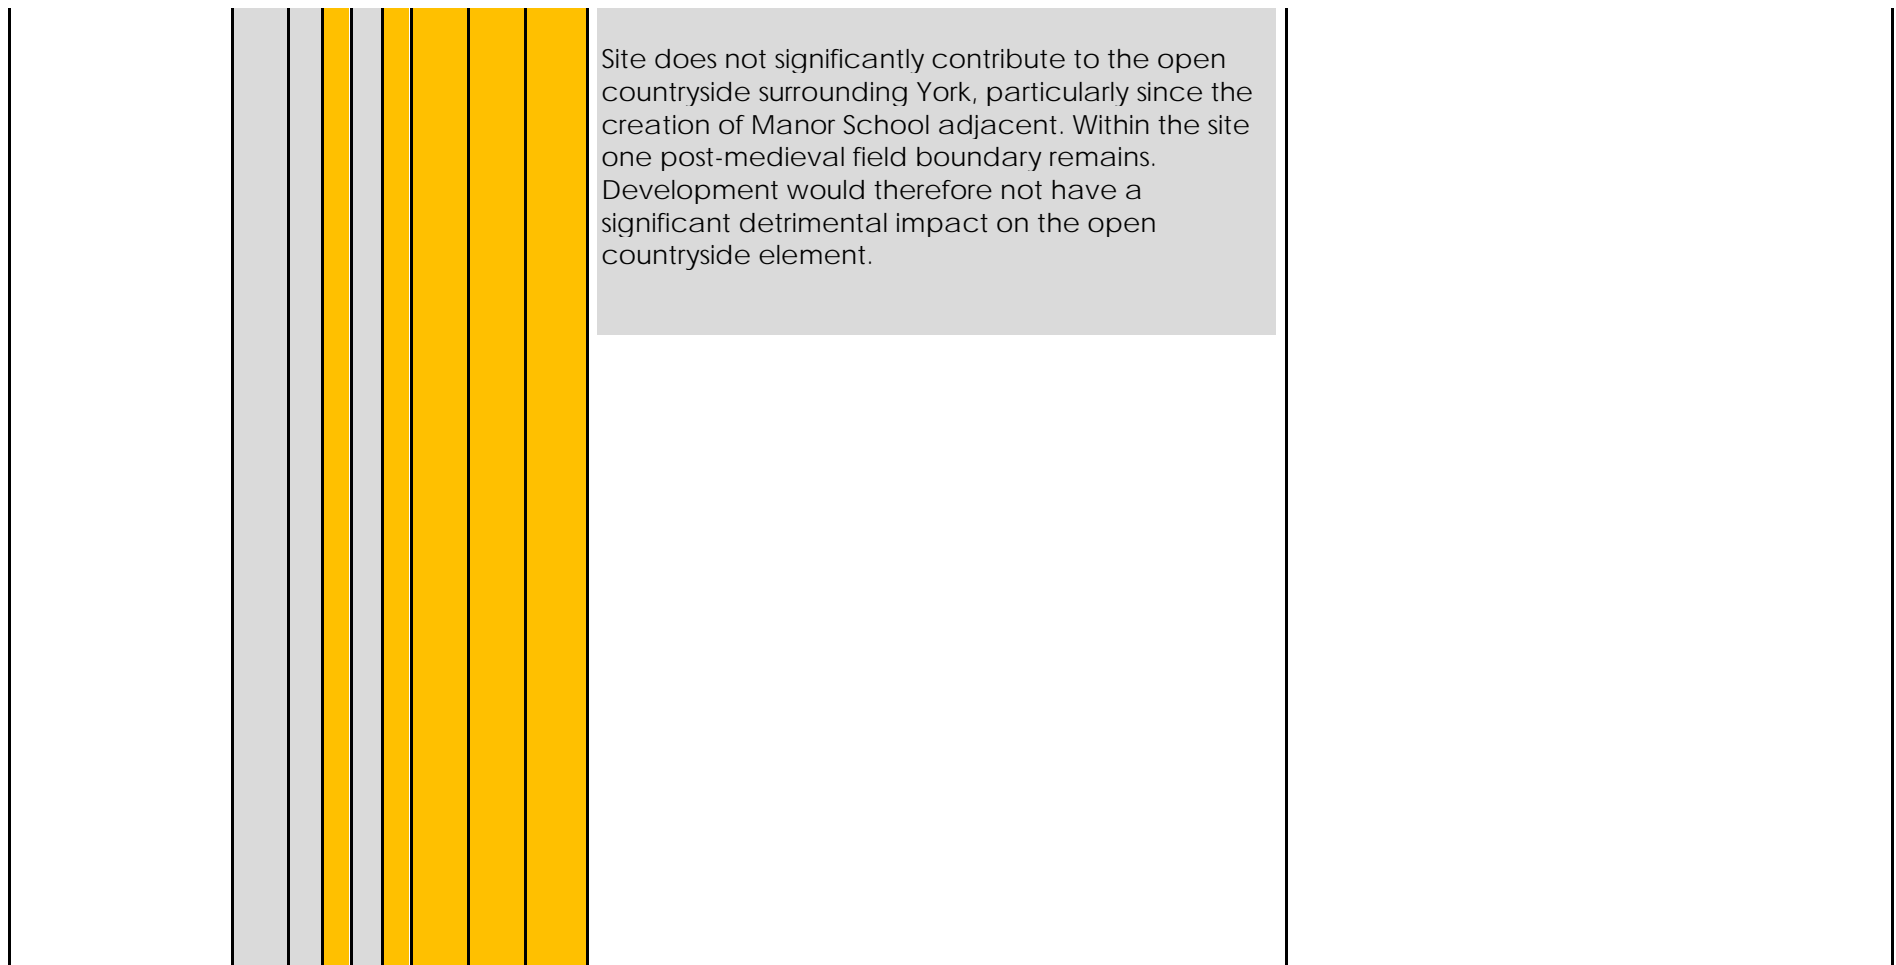 Site does not significantly contribute to the open
countryside surrounding York, particularly since the
creation of Manor School adjacent. Within the site
one post-medieval field boundary remains.
Development would therefore not have a
significant detrimental impact on the open
countryside element.